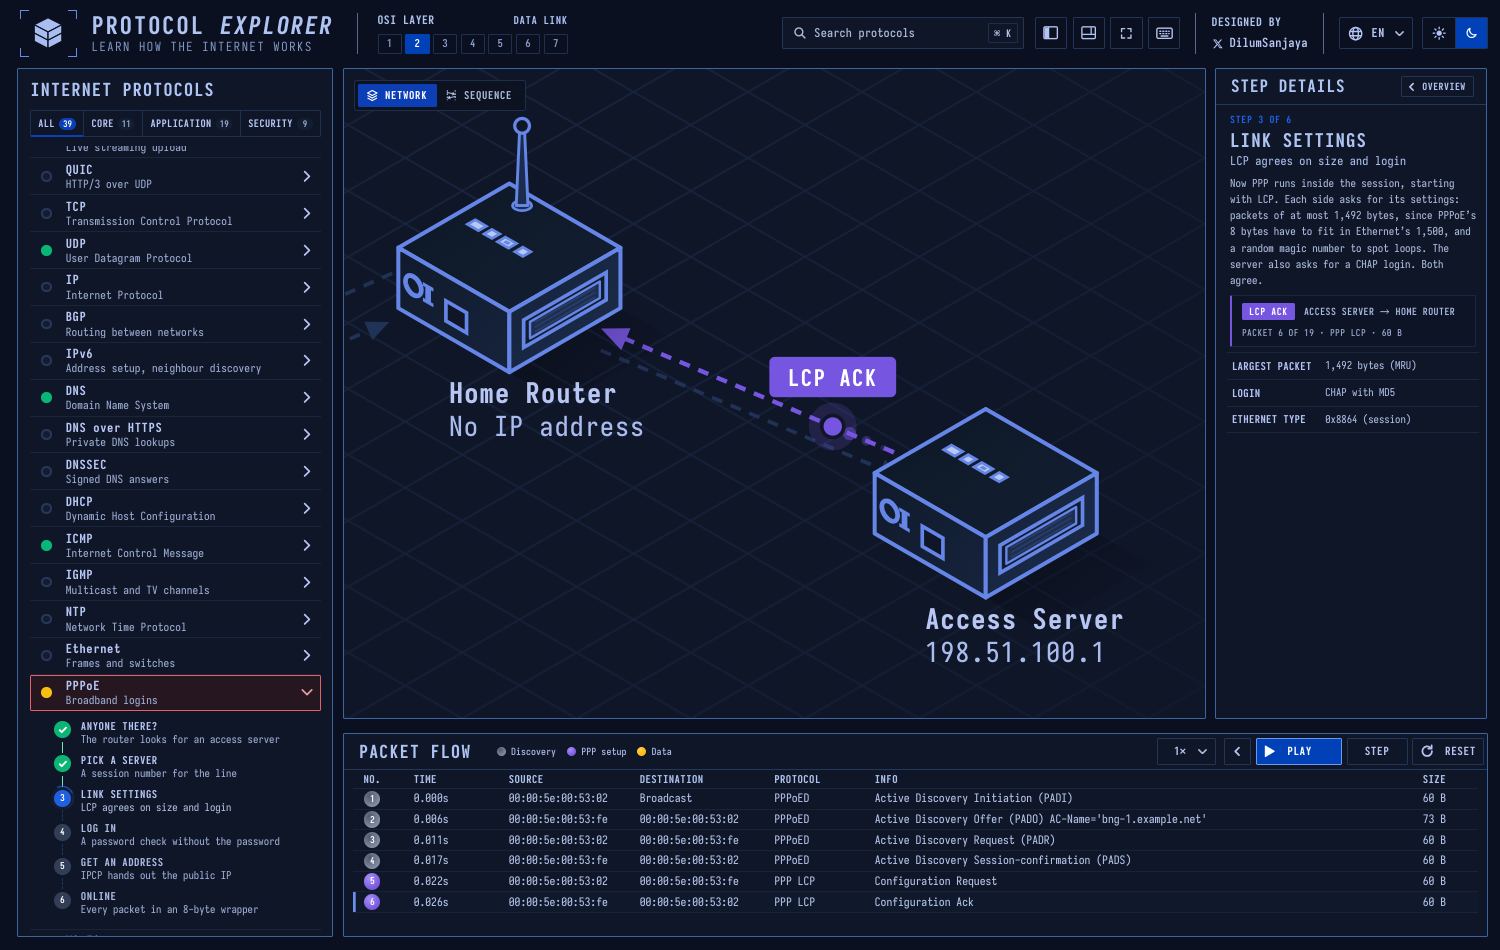 PROTOCOL EXPLORER
LEARN HOW THE INTERNET WORKS
OSI LAYER DATA LINK
1 2 3 4 5 6 7
Search protocols ⌘ K
DESIGNED BY
DilumSanjaya
EN
INTERNET PROTOCOLS
ALL 39 CORE 11 APPLICATION 19 SECURITY 9
Live streaming upload
QUIC
HTTP/3 over UDP
TCP
Transmission Control Protocol
UDP
User Datagram Protocol
IP
Internet Protocol
BGP
Routing between networks
IPv6
Address setup, neighbour discovery
DNS
Domain Name System
DNS over HTTPS
Private DNS lookups
DNSSEC
Signed DNS answers
DHCP
Dynamic Host Configuration
ICMP
Internet Control Message
IGMP
Multicast and TV channels
NTP
Network Time Protocol
Ethernet
Frames and switches
PPPoE
Broadband logins
ANYONE THERE?
The router looks for an access server
PICK A SERVER
A session number for the line
3 LINK SETTINGS
LCP agrees on size and login
4 LOG IN
A password check without the password
5 GET AN ADDRESS
IPCP hands out the public IP
6 ONLINE
Every packet in an 8-byte wrapper
NETWORK SEQUENCE
Home Router
No IP address
LCP ACK
Access Server
198.51.100.1
STEP DETAILS OVERVIEW
STEP 3 OF 6
LINK SETTINGS
LCP agrees on size and login
Now PPP runs inside the session, starting
with LCP. Each side asks for its settings:
packets of at most 1,492 bytes, since PPPoE's
8 bytes have to fit in Ethernet's 1,500, and
a random magic number to spot loops. The
server also asks for a CHAP login. Both
agree.
LCP ACK ACCESS SERVER → HOME ROUTER
PACKET 6 OF 19 · PPP LCP · 60 B
LARGEST PACKET 1,492 bytes (MRU)
LOGIN CHAP with MD5
ETHERNET TYPE 0x8864 (session)
PACKET FLOW Discovery PPP setup Data
1× PLAY STEP RESET
NO. TIME SOURCE DESTINATION PROTOCOL INFO SIZE
1 0.000s 00:00:5e:00:53:02 Broadcast PPPoED Active Discovery Initiation (PADI) 60 B
2 0.006s 00:00:5e:00:53:fe 00:00:5e:00:53:02 PPPoED Active Discovery Offer (PADO) AC-Name='bng-1.example.net' 73 B
3 0.011s 00:00:5e:00:53:02 00:00:5e:00:53:fe PPPoED Active Discovery Request (PADR) 60 B
4 0.017s 00:00:5e:00:53:fe 00:00:5e:00:53:02 PPPoED Active Discovery Session-confirmation (PADS) 60 B
5 0.022s 00:00:5e:00:53:02 00:00:5e:00:53:fe PPP LCP Configuration Request 60 B
6 0.026s 00:00:5e:00:53:fe 00:00:5e:00:53:02 PPP LCP Configuration Ack 60 B